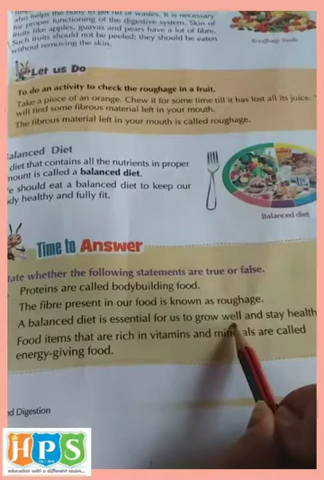 also helps the body to get rid of wastes. It is necessary
for proper functioning of the digestive system. Skin of
fruits like apples, guavas and pears have a lot of fibre.
Such fruits should not be peeled; they should be eaten
without removing the skin.
Roughage foods
Let us Do
To do an activity to check the roughage in a fruit.
Take a piece of an orange. Chew it for some time till it has lost all its juice.
will find some fibrous material left in your mouth.
The fibrous material left in your mouth is called roughage.
alanced Diet
diet that contains all the nutrients in proper
mount is called a balanced diet.
e should eat a balanced diet to keep our
dy healthy and fully fit.
Balanced diet
Time to Answer
tate whether the following statements are true or false.
Proteins are called bodybuilding food.
The fibre present in our food is known as roughage.
A balanced diet is essential for us to grow well and stay health
Food items that are rich in vitamins and minerals are called
energy-giving food.
nd Digestion
HPS
education with a different vision...